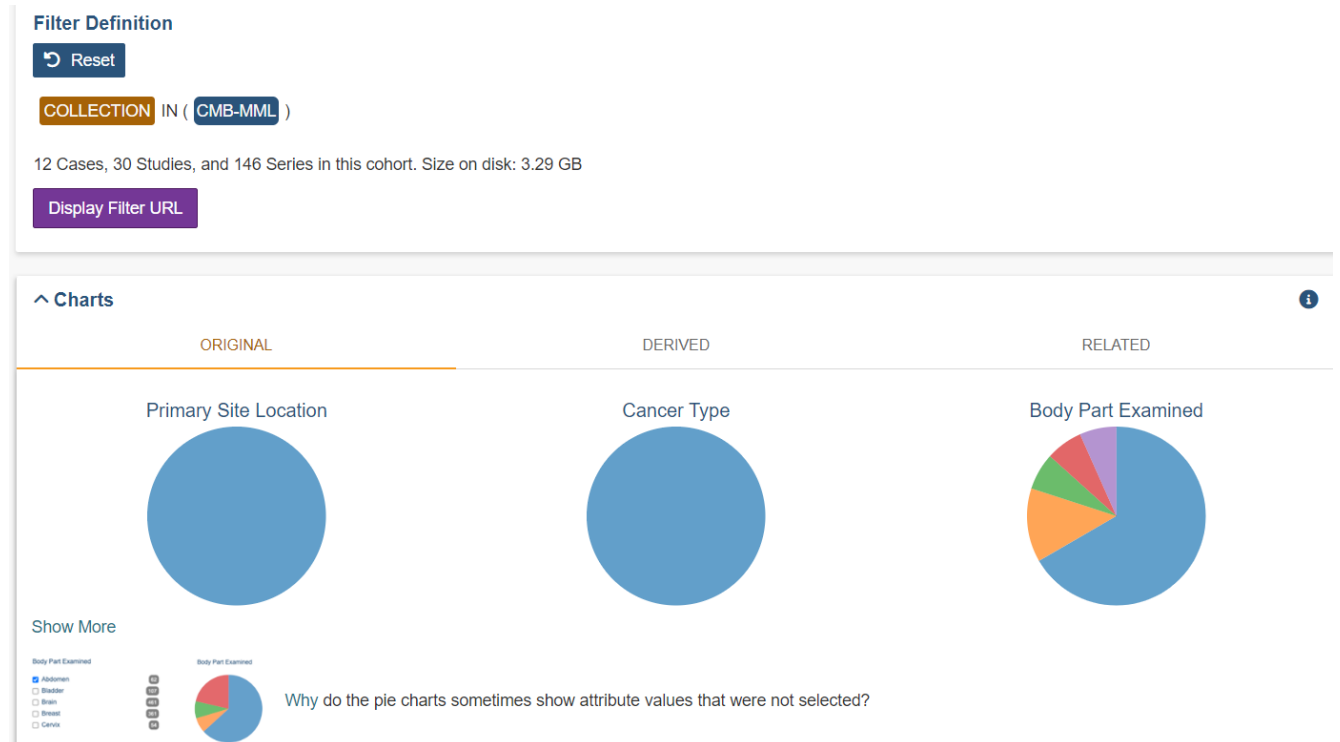 Filter Definition
Reset
COLLECTION IN ( CMB-MML )
12 Cases, 30 Studies, and 146 Series in this cohort. Size on disk: 3.29 GB
Display Filter URL
Charts
ORIGINAL DERIVED RELATED
Primary Site Location Cancer Type Body Part Examined
Show More
Body Part Examined Body Part Examined
Abdomen
Bladder
Brain
Breast
Cervix
Why do the pie charts sometimes show attribute values that were not selected?